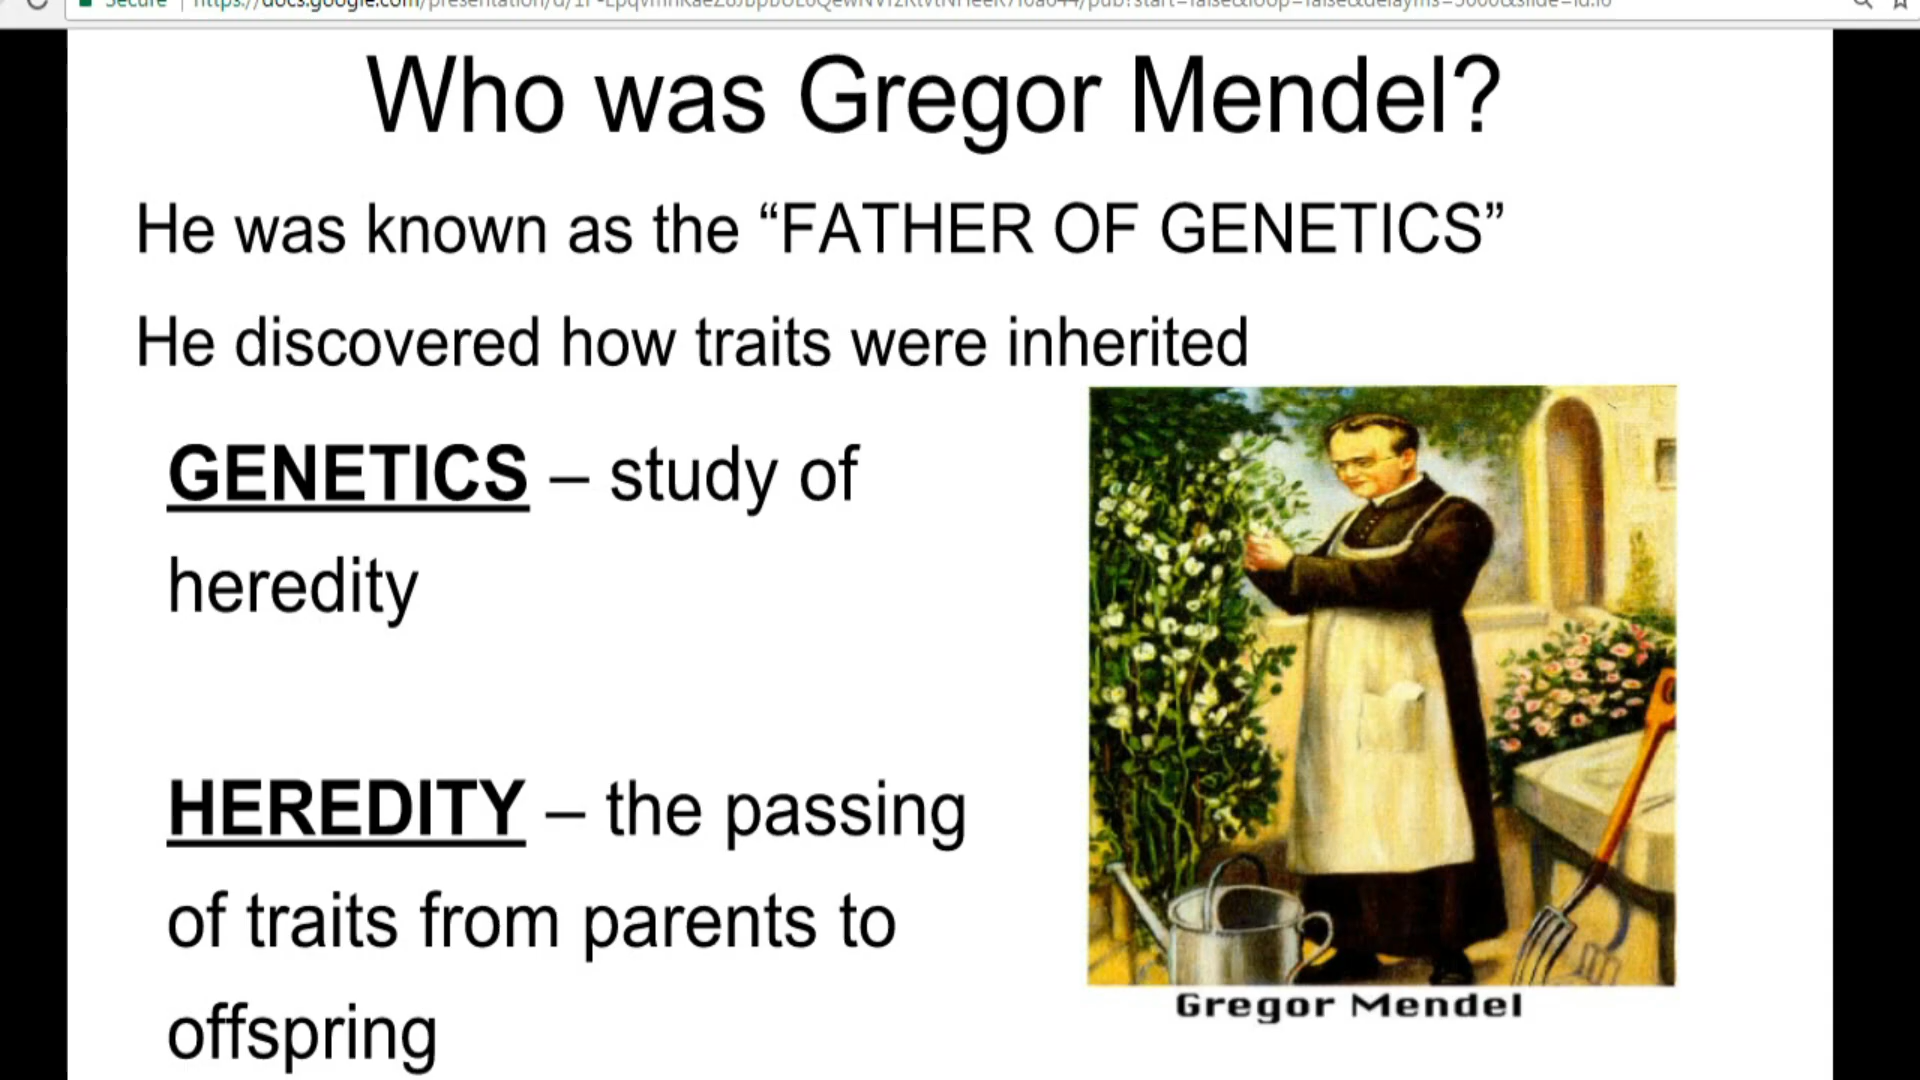 Secure
Who was Gregor Mendel?
He was known as the “FATHER OF GENETICS”
He discovered how traits were inherited
GENETICS – study of
heredity
HEREDITY – the passing
of traits from parents to
offspring
Gregor Mendel